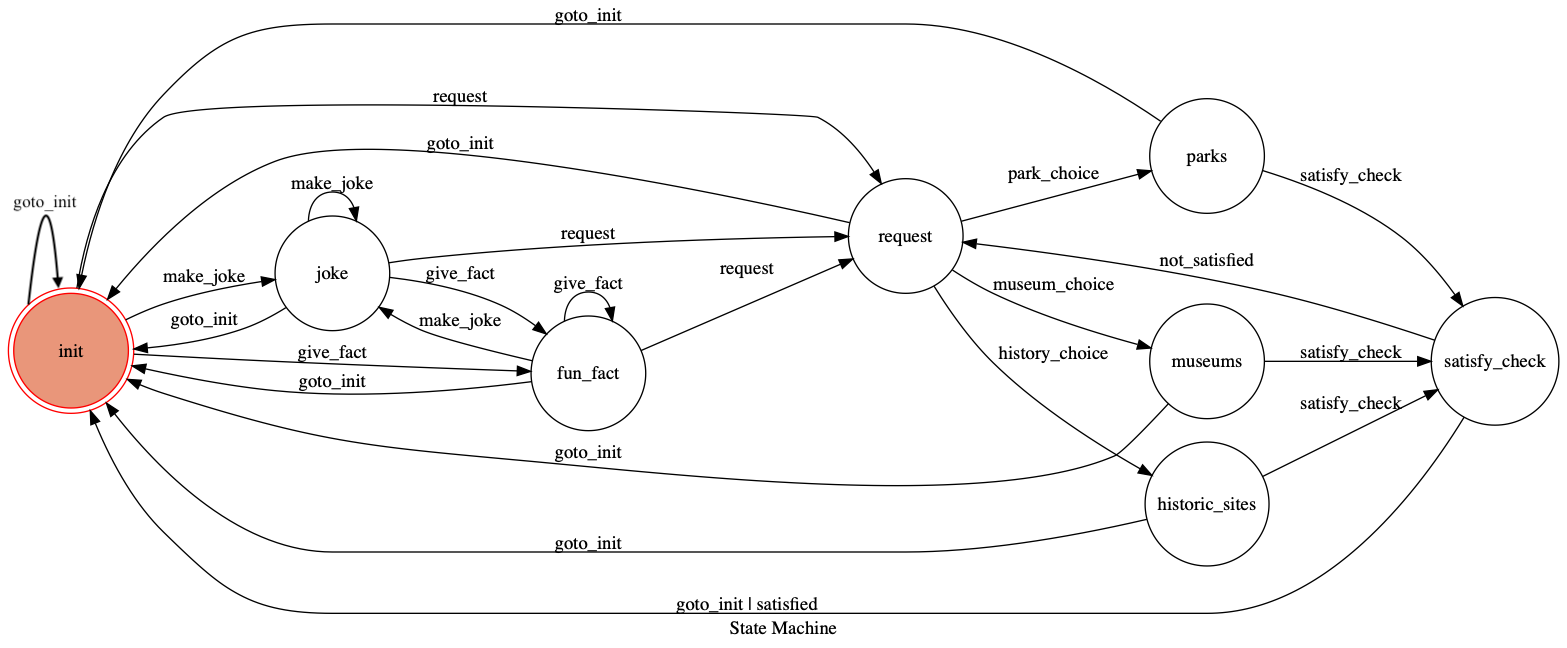 goto_init
request
goto_init
parks
park_choice
satisfy_check
make_joke
goto_init
request
request
joke
give_fact
not_satisfied
request
make_joke
give_fact
museum_choice
goto_init
make_joke
init
give_fact
history_choice
satisfy_check
museums
satisfy_check
fun_fact
goto_init
satisfy_check
goto_init
historic_sites
goto_init
goto_init | satisfied
State Machine